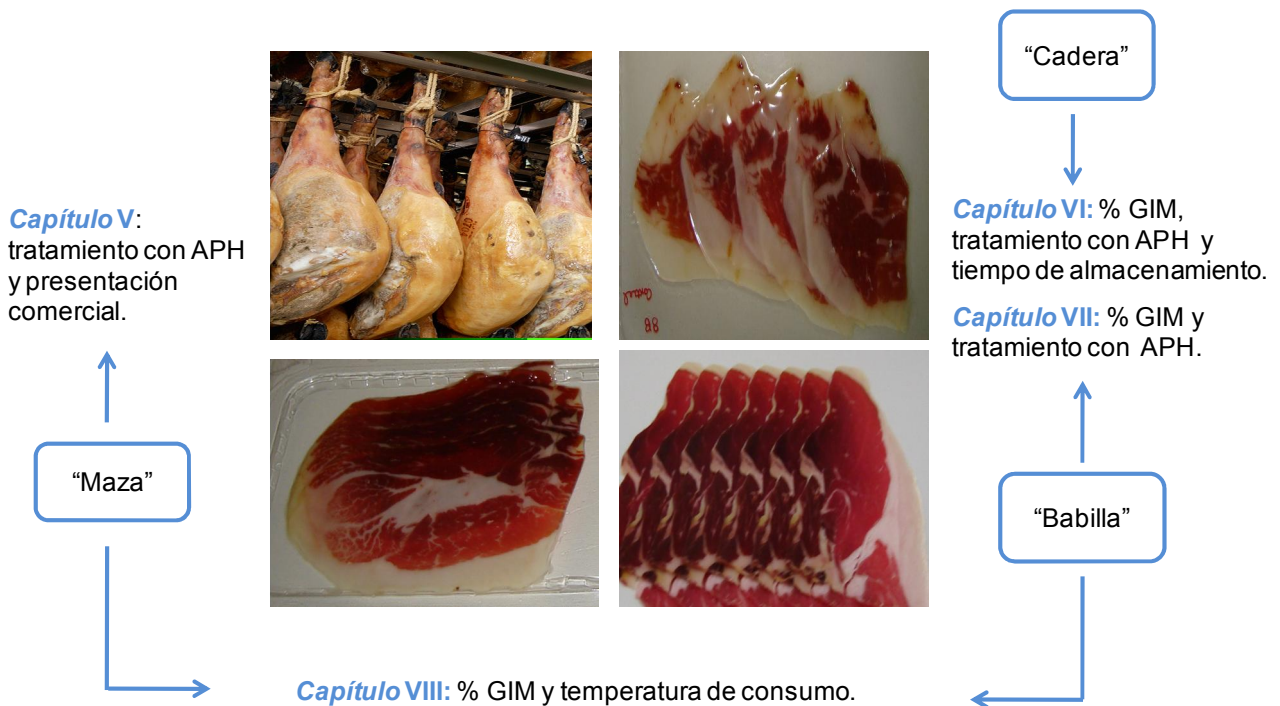 “Cadera”
Capítulo V:
tratamiento con APH
y presentación
comercial.
Capítulo VI: % GIM,
tratamiento con APH y
tiempo de almacenamiento.
Capítulo VII: % GIM y
tratamiento con APH.
“Maza”
“Babilla”
Capítulo VIII: % GIM y temperatura de consumo.